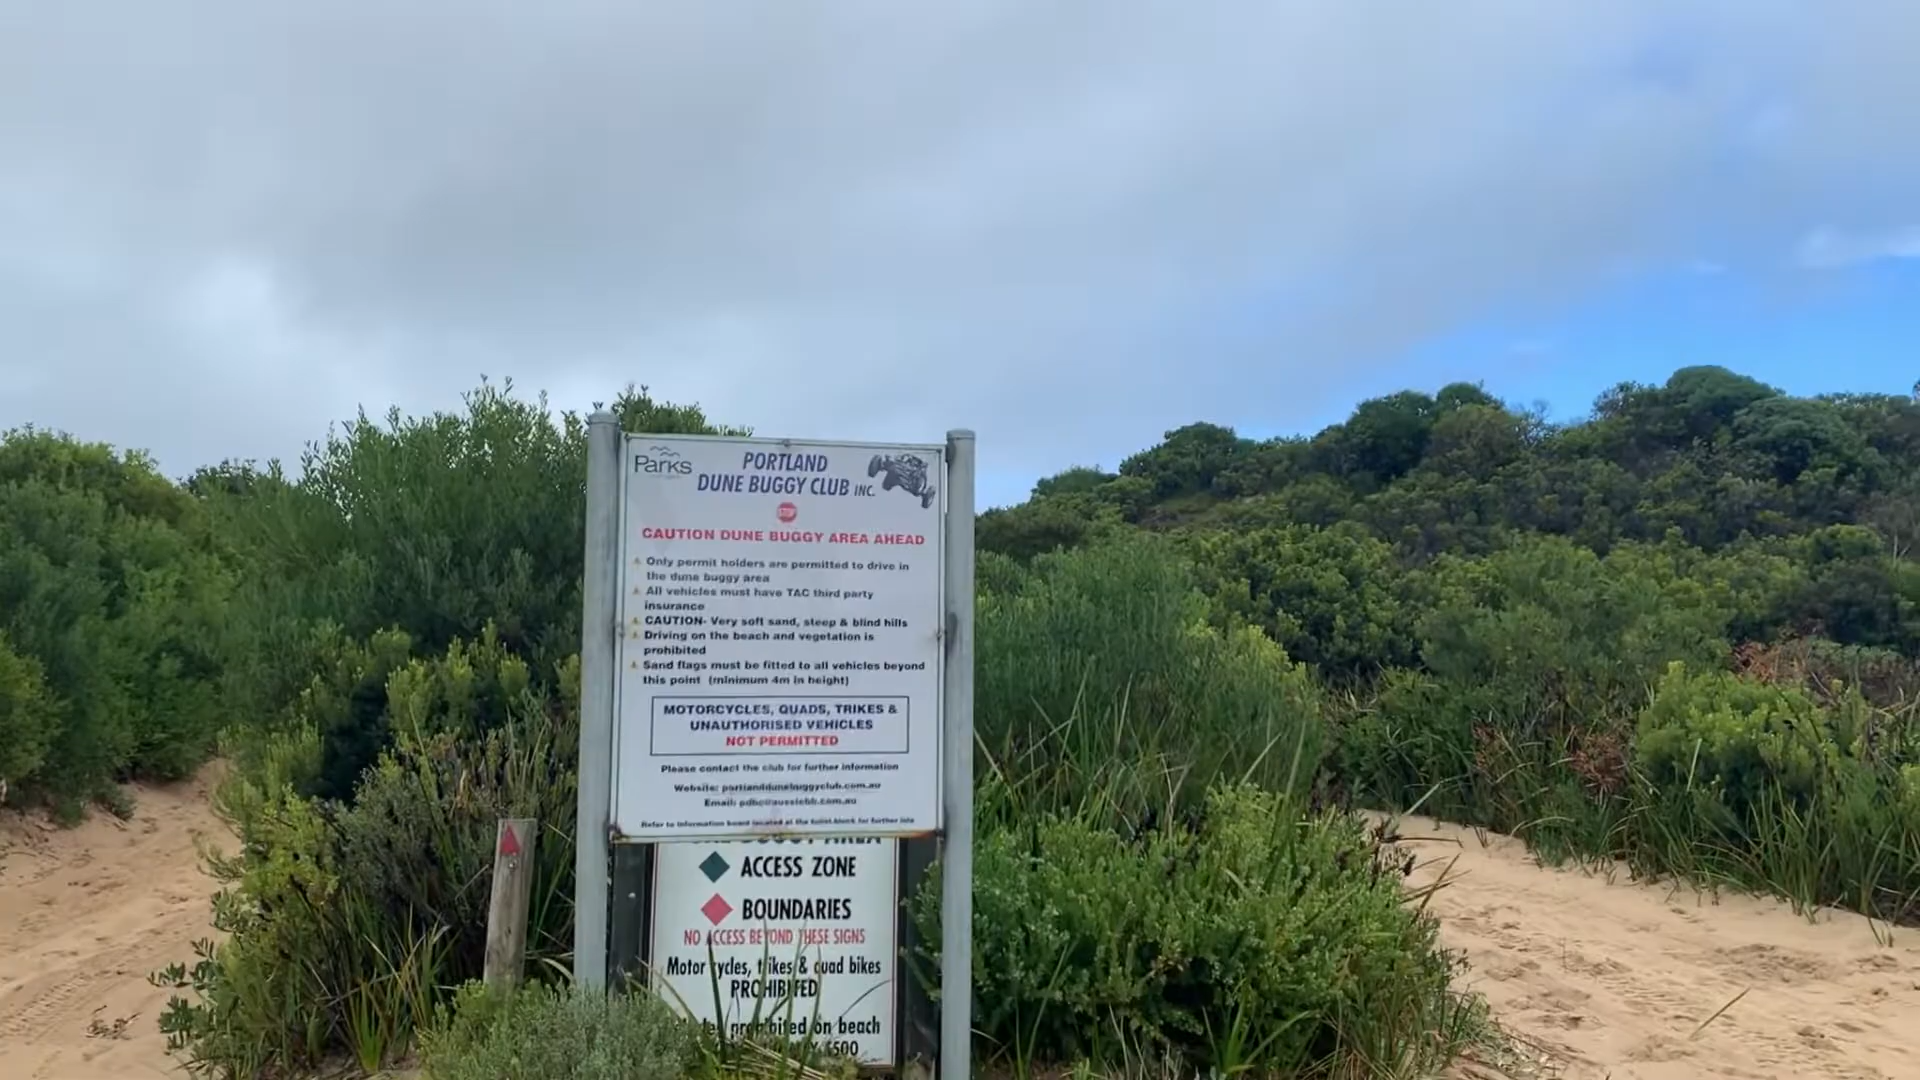 Parks
PORTLAND
DUNE BUGGY CLUB INC.
STOP
CAUTION DUNE BUGGY AREA AHEAD
Only permit holders are permitted to drive in
the dune buggy area
All vehicles must have TAC third party
insurance
CAUTION- Very soft sand, steep & blind hills
Driving on the beach and vegetation is
prohibited
Sand flags must be fitted to all vehicles beyond
this point (minimum 4m in height)
MOTORCYCLES, QUADS, TRIKES &
UNAUTHORISED VEHICLES
NOT PERMITTED
Please contact the club for further information
Website: portlanddunebuggyclub.com.au
Email: pdbc@aussiebb.com.au
Refer to information board located at the toilet block for further info
BUGGY AREA
ACCESS ZONE
BOUNDARIES
NO ACCESS BEYOND THESE SIGNS
Motorcycles, trikes & quad bikes
PROHIBITED
prohibited on beach
$500